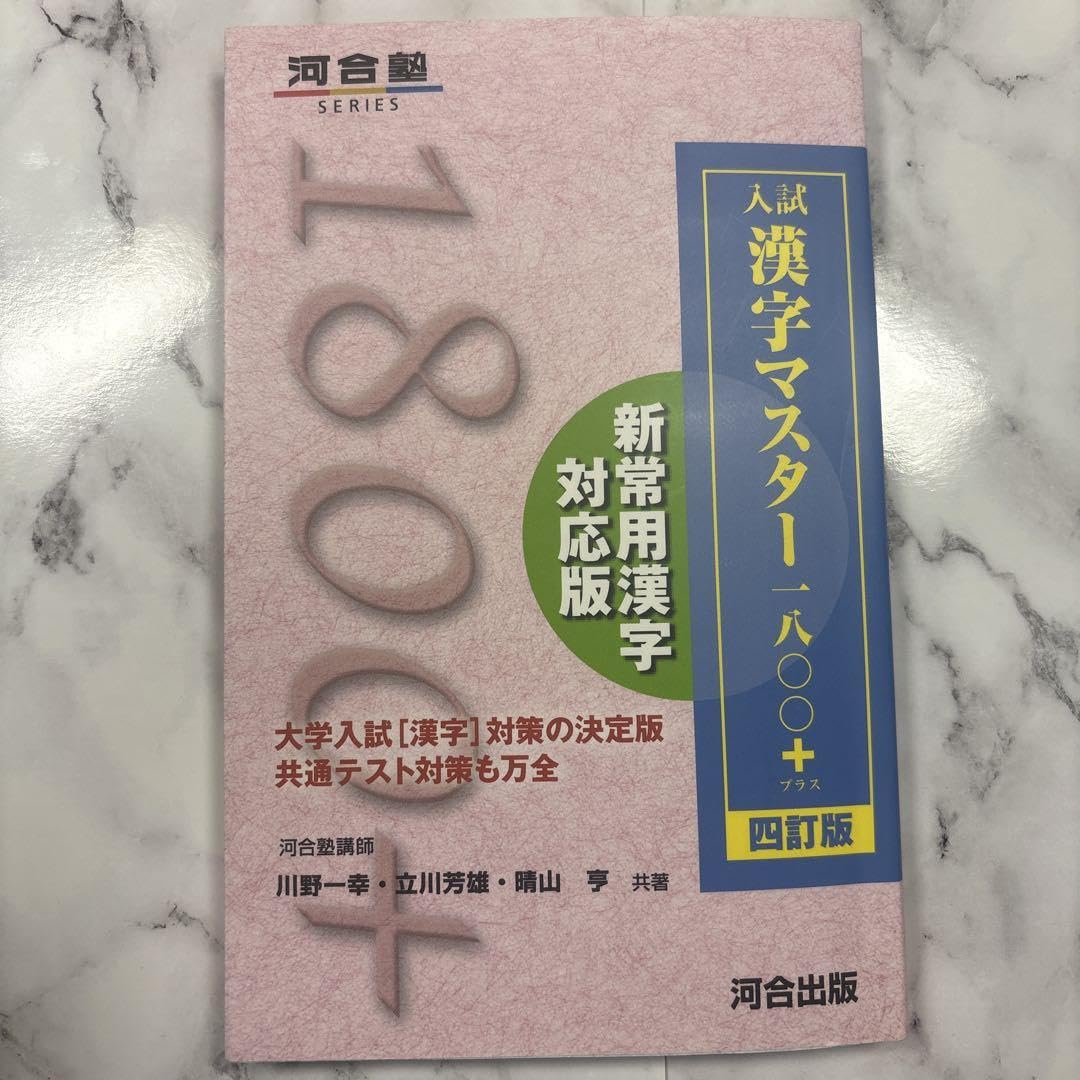 河合塾
SERIES
1800+
入試
漢字マスター一八〇〇+
プラス
四訂版
新常用漢字
対応版
大学入試[漢字]対策の決定版
共通テスト対策も万全
河合塾講師
川野一幸・立川芳雄・晴山 亨 共著
河合出版